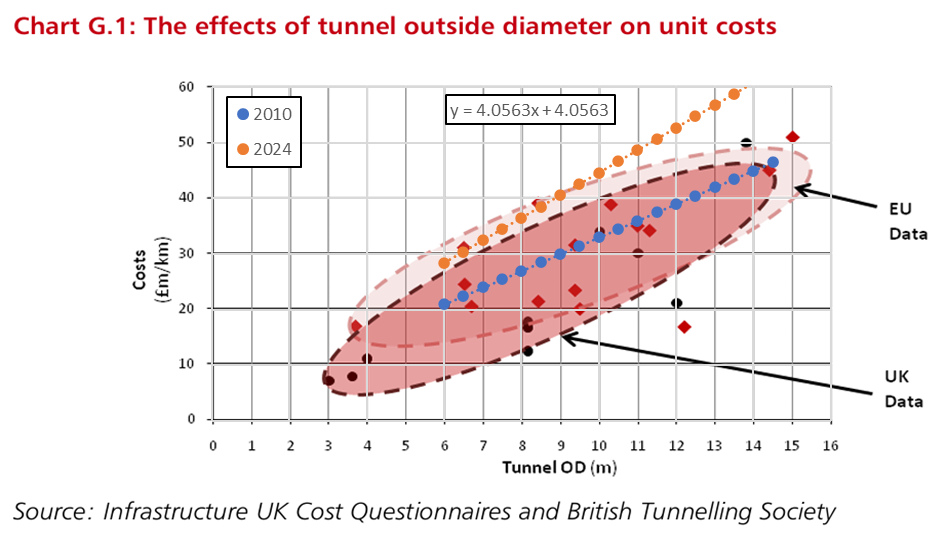 Chart G.1: The effects of tunnel outside diameter on unit costs
60
50
40
30
20
10
0
Costs
(£m/km)
2010
2024
y = 4.0563x + 4.0563
EU
Data
UK
Data
0 1 2 3 4 5 6 7 8 9 10 11 12 13 14 15 16
Tunnel OD (m)
Source: Infrastructure UK Cost Questionnaires and British Tunnelling Society